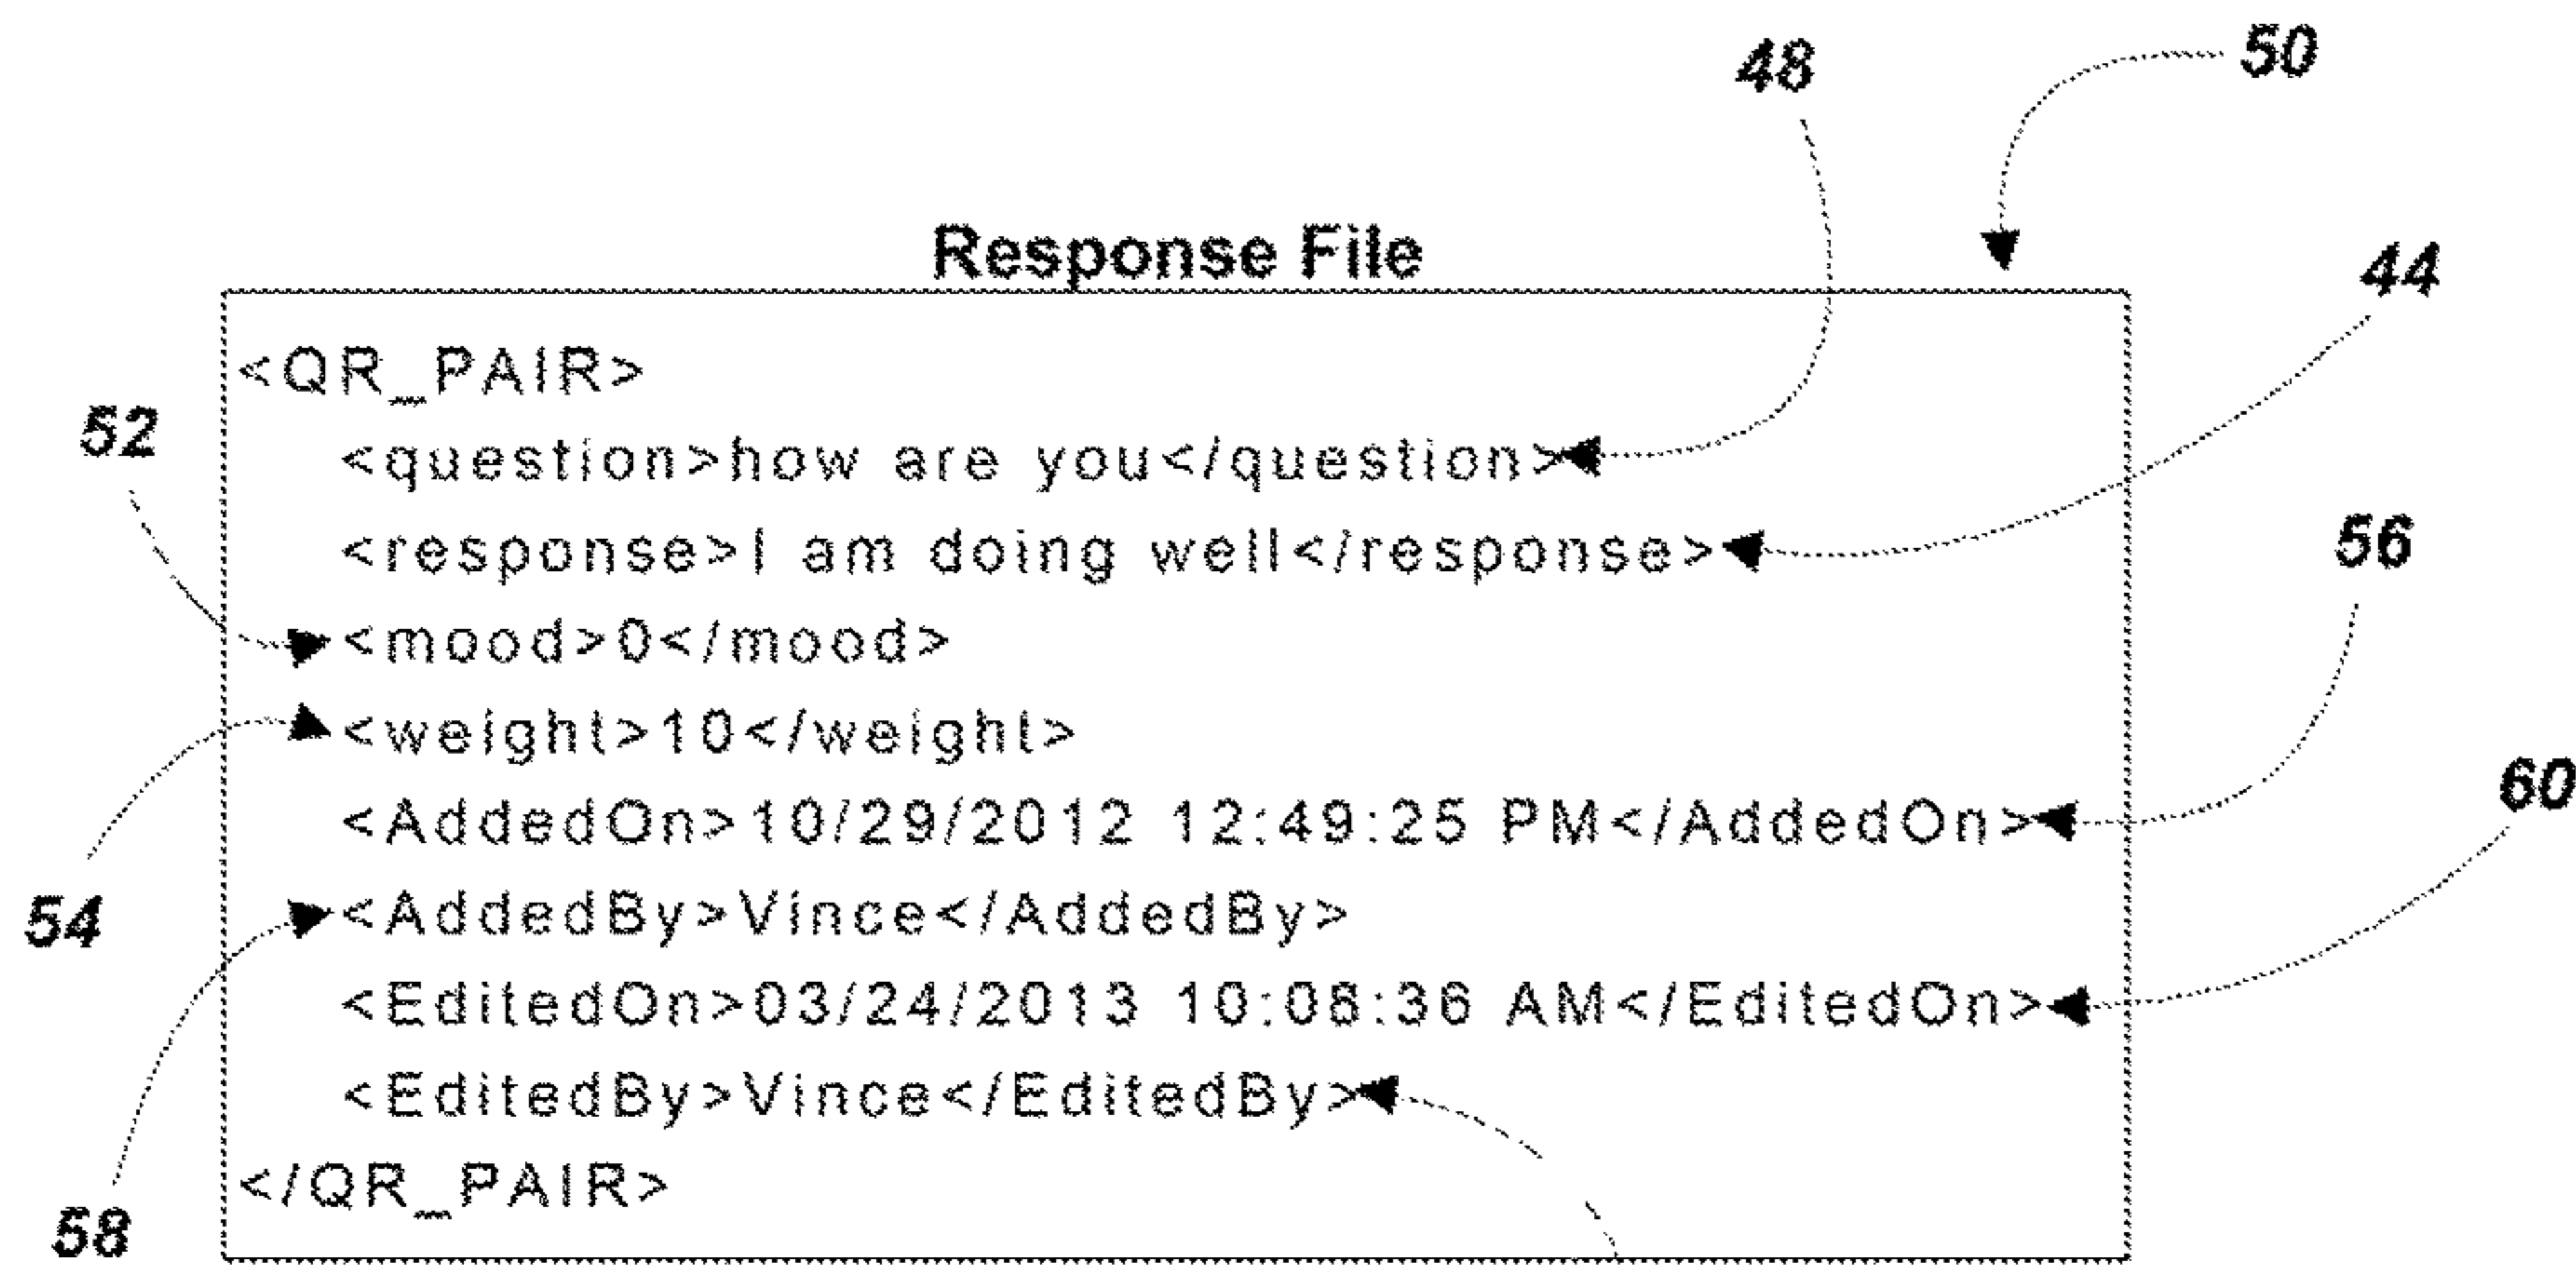 48
50
Response File
44
<QR_PAIR>
52
<question>how are you</question>
<response>I am doing well</response>
56
<mood>0</mood>
<weight>10</weight>
60
<AddedOn>10/29/2012 12:49:25 PM</AddedOn>
54
<AddedBy>Vince</AddedBy>
<EditedOn>03/24/2013 10:08:36 AM</EditedOn>
<EditedBy>Vince</EditedBy>
</QR_PAIR>
58